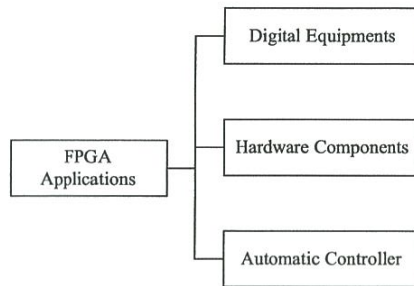 Digital Equipments
FPGA
Applications
Hardware Components
Automatic Controller